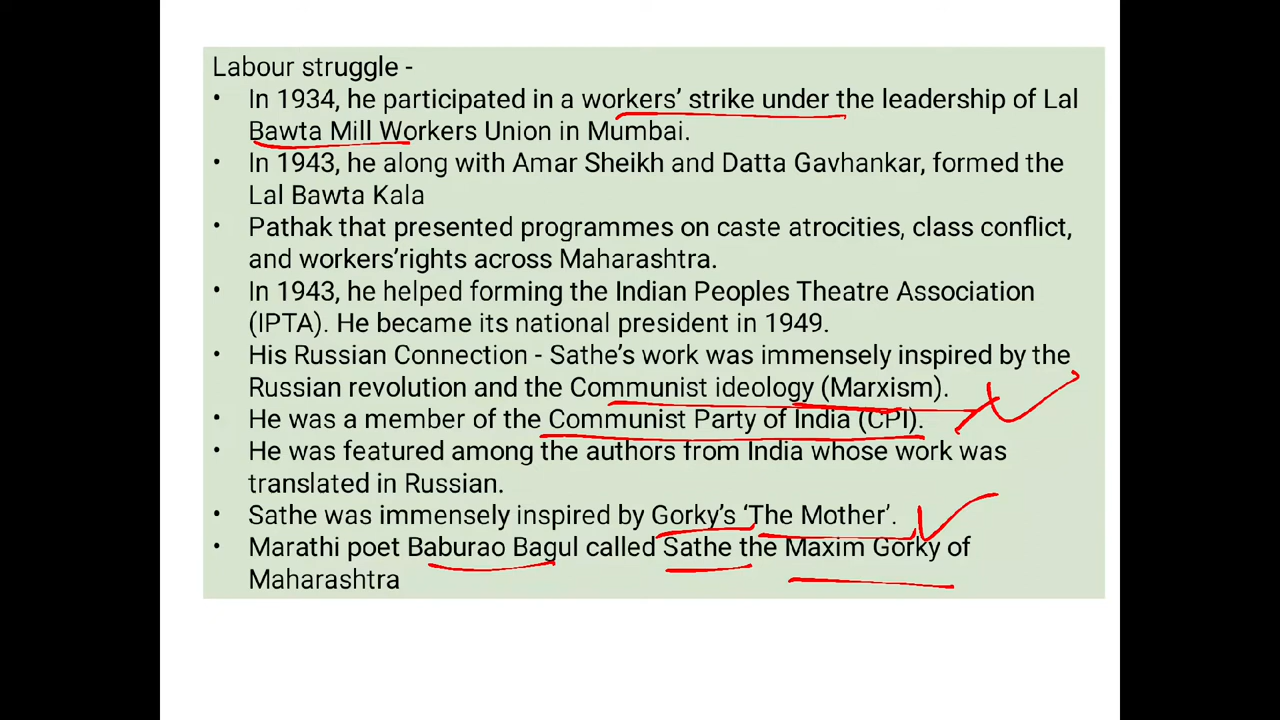 Labour struggle -
• In 1934, he participated in a workers' strike under the leadership of Lal
Bawta Mill Workers Union in Mumbai.
• In 1943, he along with Amar Sheikh and Datta Gavhankar, formed the
Lal Bawta Kala
• Pathak that presented programmes on caste atrocities, class conflict,
and workers'rights across Maharashtra.
• In 1943, he helped forming the Indian Peoples Theatre Association
(IPTA). He became its national president in 1949.
• His Russian Connection - Sathe's work was immensely inspired by the
Russian revolution and the Communist ideology (Marxism).
• He was a member of the Communist Party of India (CPI).
• He was featured among the authors from India whose work was
translated in Russian.
• Sathe was immensely inspired by Gorky's 'The Mother'.
• Marathi poet Baburao Bagul called Sathe the Maxim Gorky of
Maharashtra